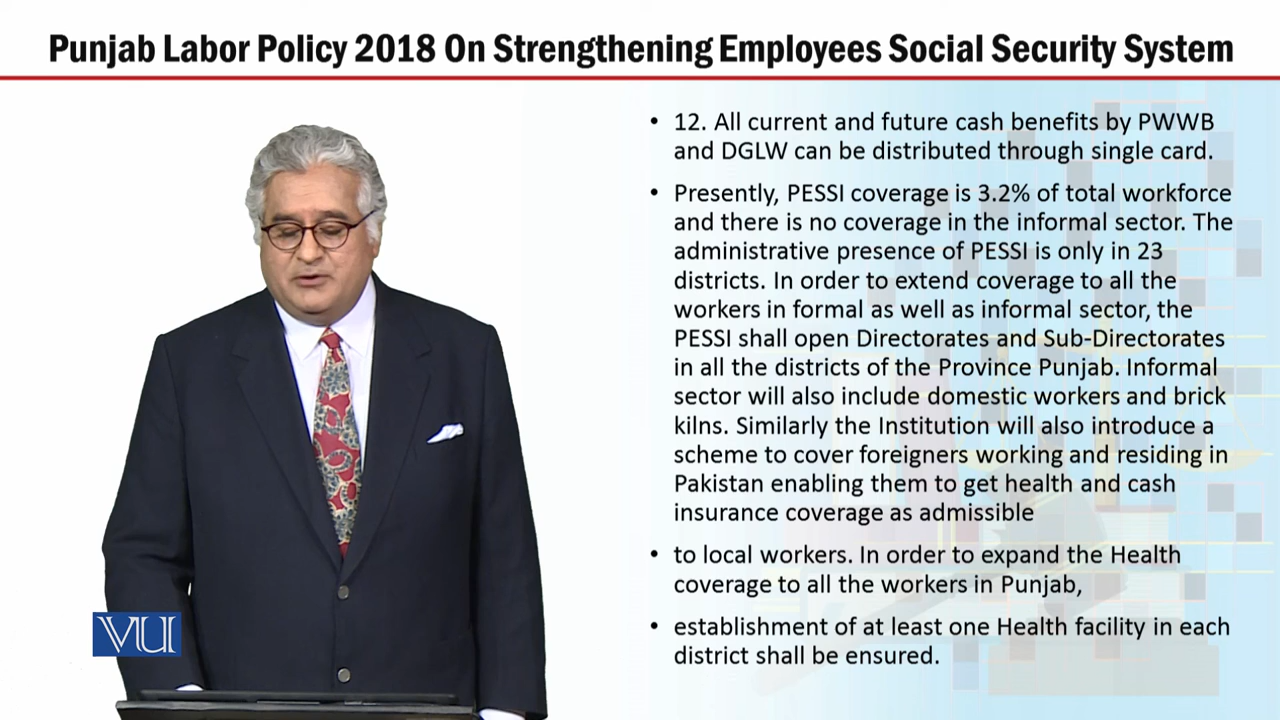 Punjab Labor Policy 2018 On Strengthening Employees Social Security System
• 12. All current and future cash benefits by PWWB
and DGLW can be distributed through single card.
• Presently, PESSI coverage is 3.2% of total workforce
and there is no coverage in the informal sector. The
administrative presence of PESSI is only in 23
districts. In order to extend coverage to all the
workers in formal as well as informal sector, the
PESSI shall open Directorates and Sub-Directorates
in all the districts of the Province Punjab. Informal
sector will also include domestic workers and brick
kilns. Similarly the Institution will also introduce a
scheme to cover foreigners working and residing in
Pakistan enabling them to get health and cash
insurance coverage as admissible
• to local workers. In order to expand the Health
coverage to all the workers in Punjab,
• establishment of at least one Health facility in each
district shall be ensured.
VU